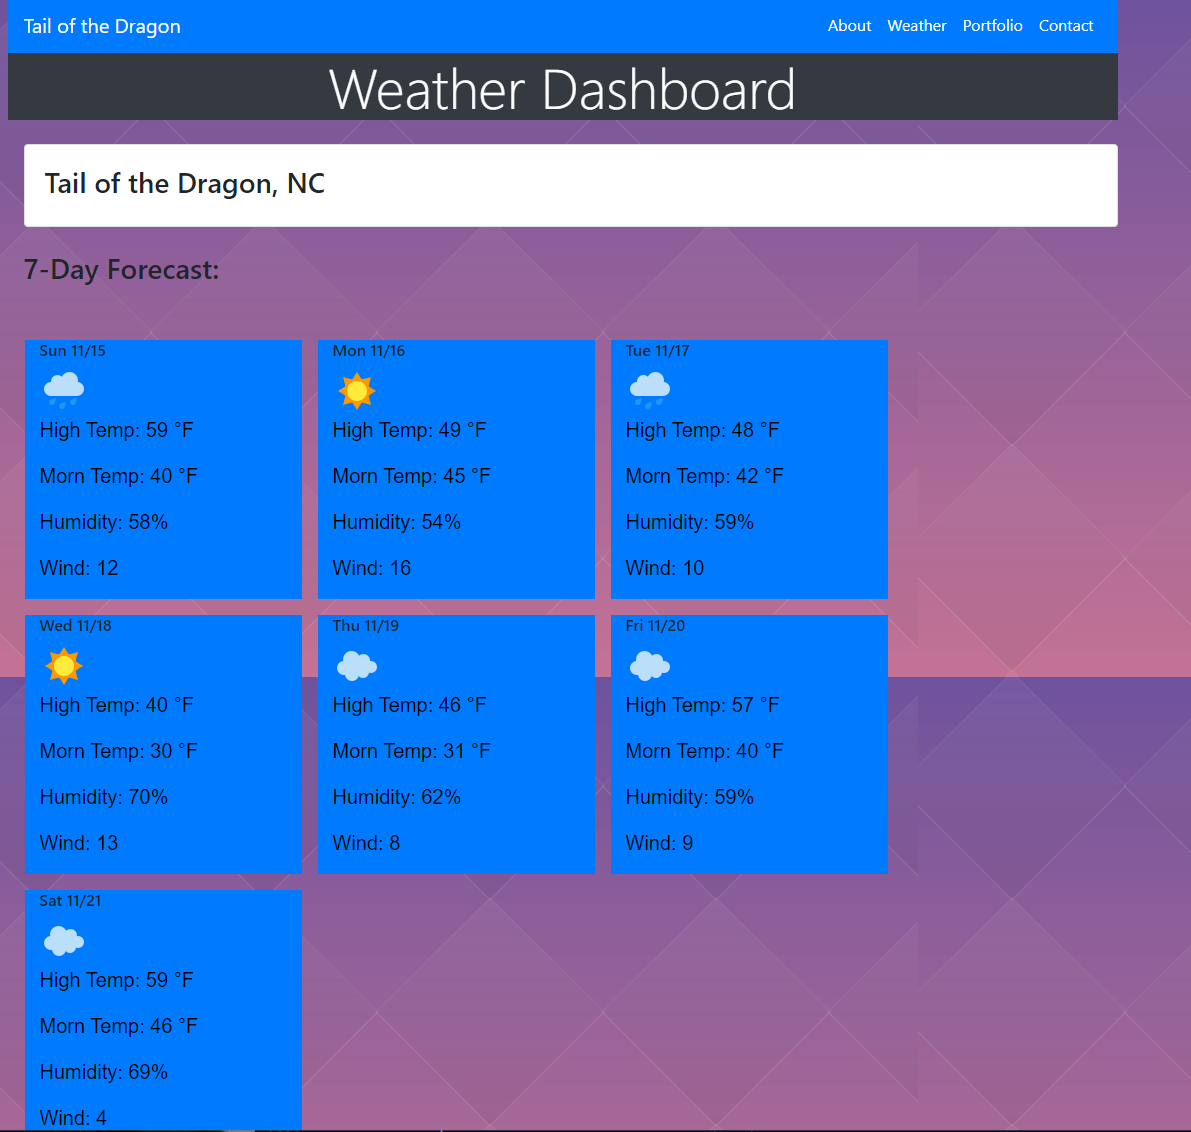 Tail of the Dragon
About Weather Portfolio Contact
Weather Dashboard
Tail of the Dragon, NC
7-Day Forecast:
Sun 11/15
High Temp: 59 °F
Morn Temp: 40 °F
Humidity: 58%
Wind: 12
Mon 11/16
High Temp: 49 °F
Morn Temp: 45 °F
Humidity: 54%
Wind: 16
Tue 11/17
High Temp: 48 °F
Morn Temp: 42 °F
Humidity: 59%
Wind: 10
Wed 11/18
High Temp: 40 °F
Morn Temp: 30 °F
Humidity: 70%
Wind: 13
Thu 11/19
High Temp: 46 °F
Morn Temp: 31 °F
Humidity: 62%
Wind: 8
Fri 11/20
High Temp: 57 °F
Morn Temp: 40 °F
Humidity: 59%
Wind: 9
Sat 11/21
High Temp: 59 °F
Morn Temp: 46 °F
Humidity: 69%
Wind: 4